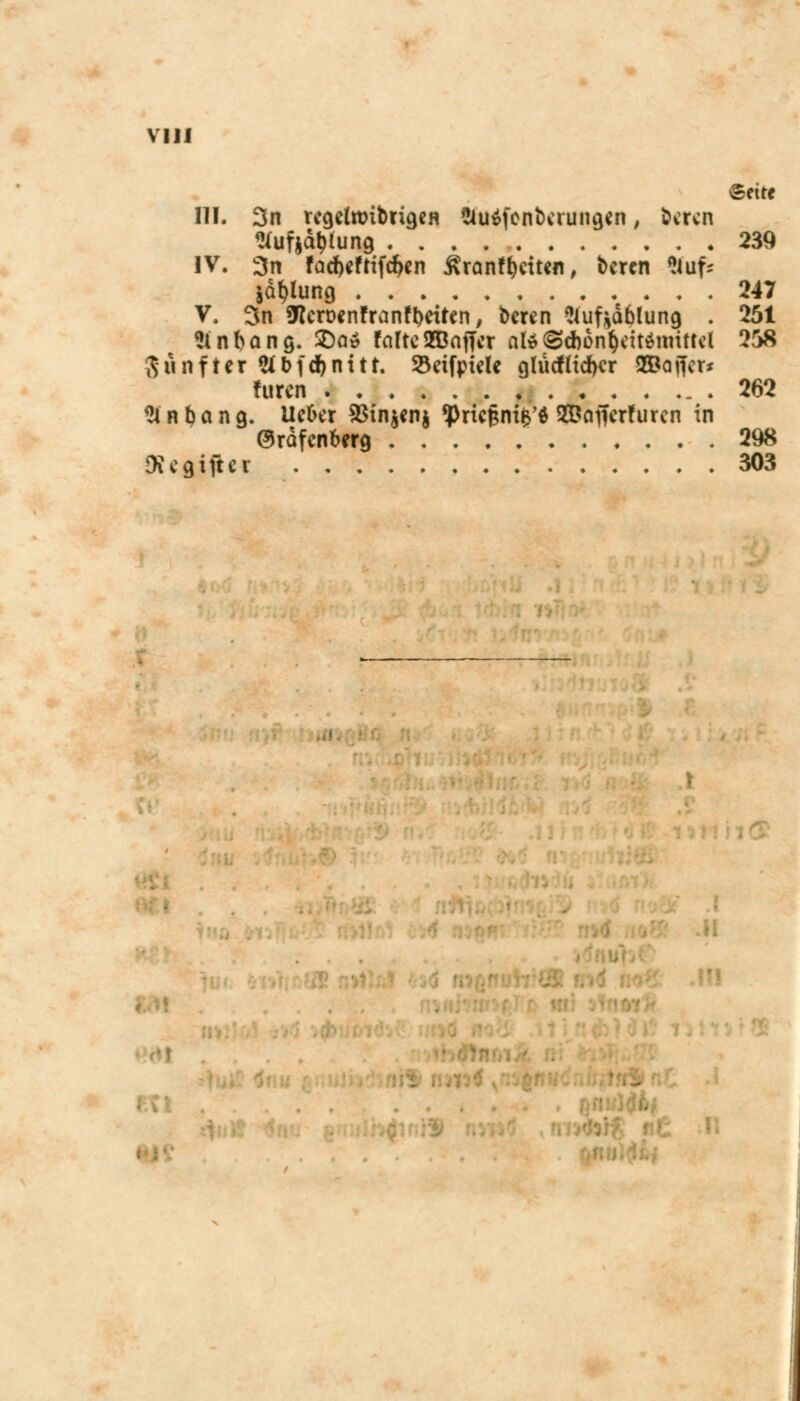 VIII
Seite
III. In regelwidrigen Aussonderungen, deren
Aufzählung . . . . . . . . . . . . 239
IV. In kachektischen Krankheiten, deren Auf-
zählung . . . . . . . . . . . . . 247
V. In Nervenkrankheiten, deren Aufzählung . 251
Anhang. Das kalte Wasser als Schönheitsmittel 258
Fünfter Abschnitt. Beispiele glücklicher Wasser-
kuren . . . . . . . . . . . . . . . 262
Anhang. Ueber Vinzenz Prießnitz's Wasserkuren in
Gräfenberg . . . . . . . . . . . . 298
Register . . . . . . . . . . . . . . . 303